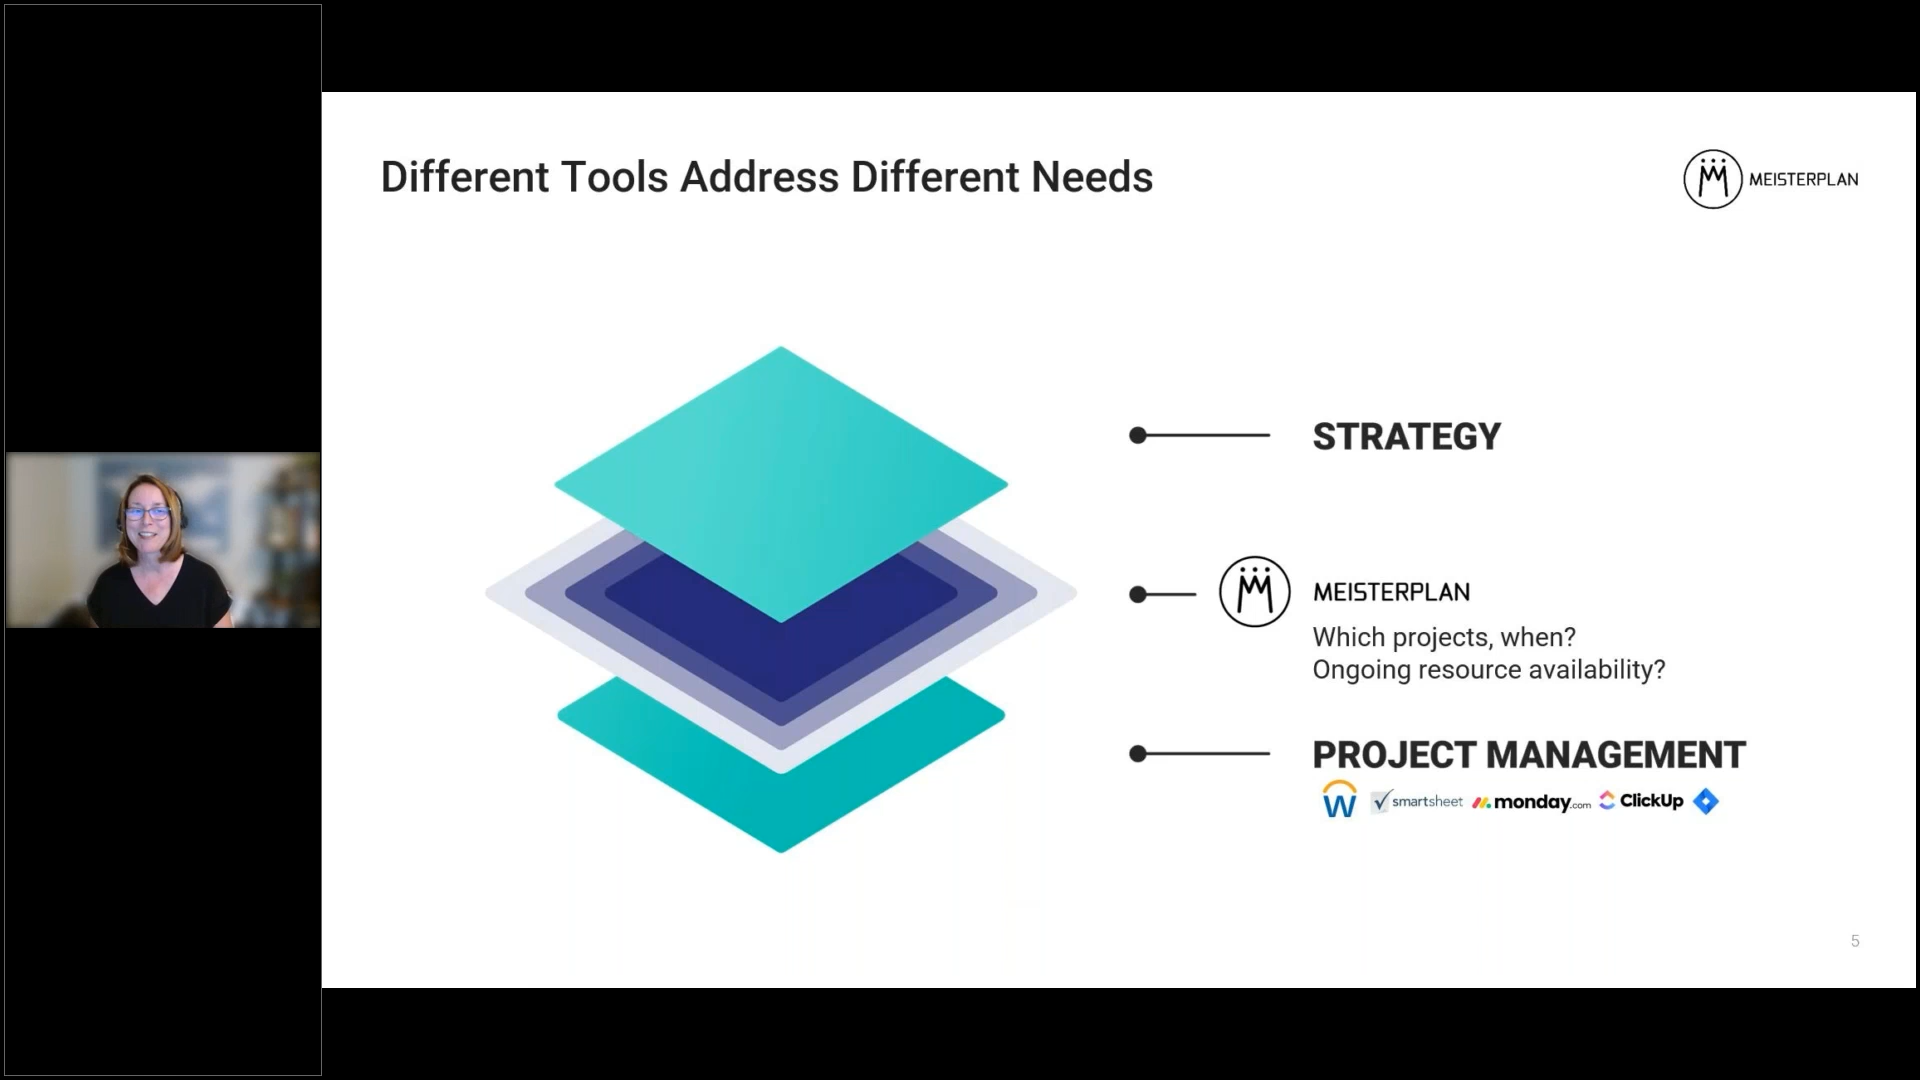 Different Tools Address Different Needs
MEISTERPLAN
STRATEGY
MEISTERPLAN
Which projects, when?
Ongoing resource availability?
PROJECT MANAGEMENT
W smartsheet monday.com ClickUp
5